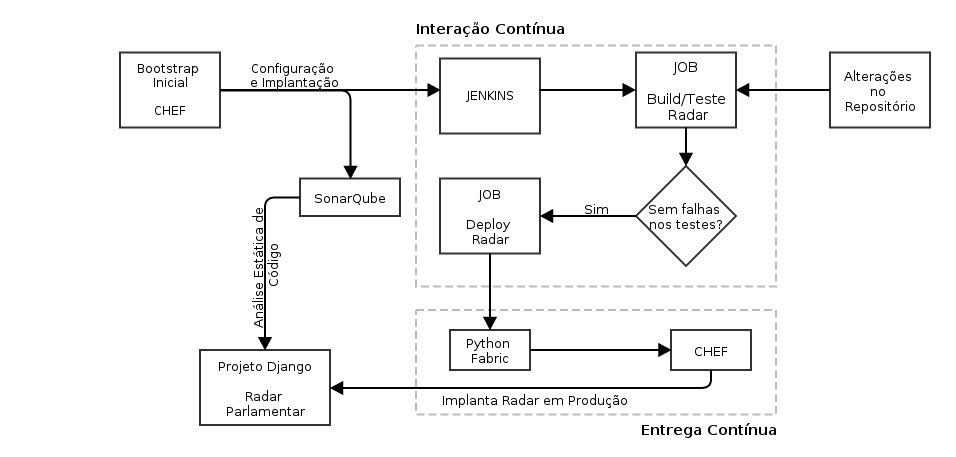 Interação Contínua
Bootstrap
Inicial
CHEF
Configuração
e Implantação
JENKINS
JOB
Build/Teste
Radar
Alterações
no
Repositório
SonarQube
JOB
Deploy
Radar
Sim
Sem falhas
nos testes?
Análise Estática de
Código
Python
Fabric
CHEF
Projeto Django
Radar
Parlamentar
Implanta Radar em Produção
Entrega Contínua